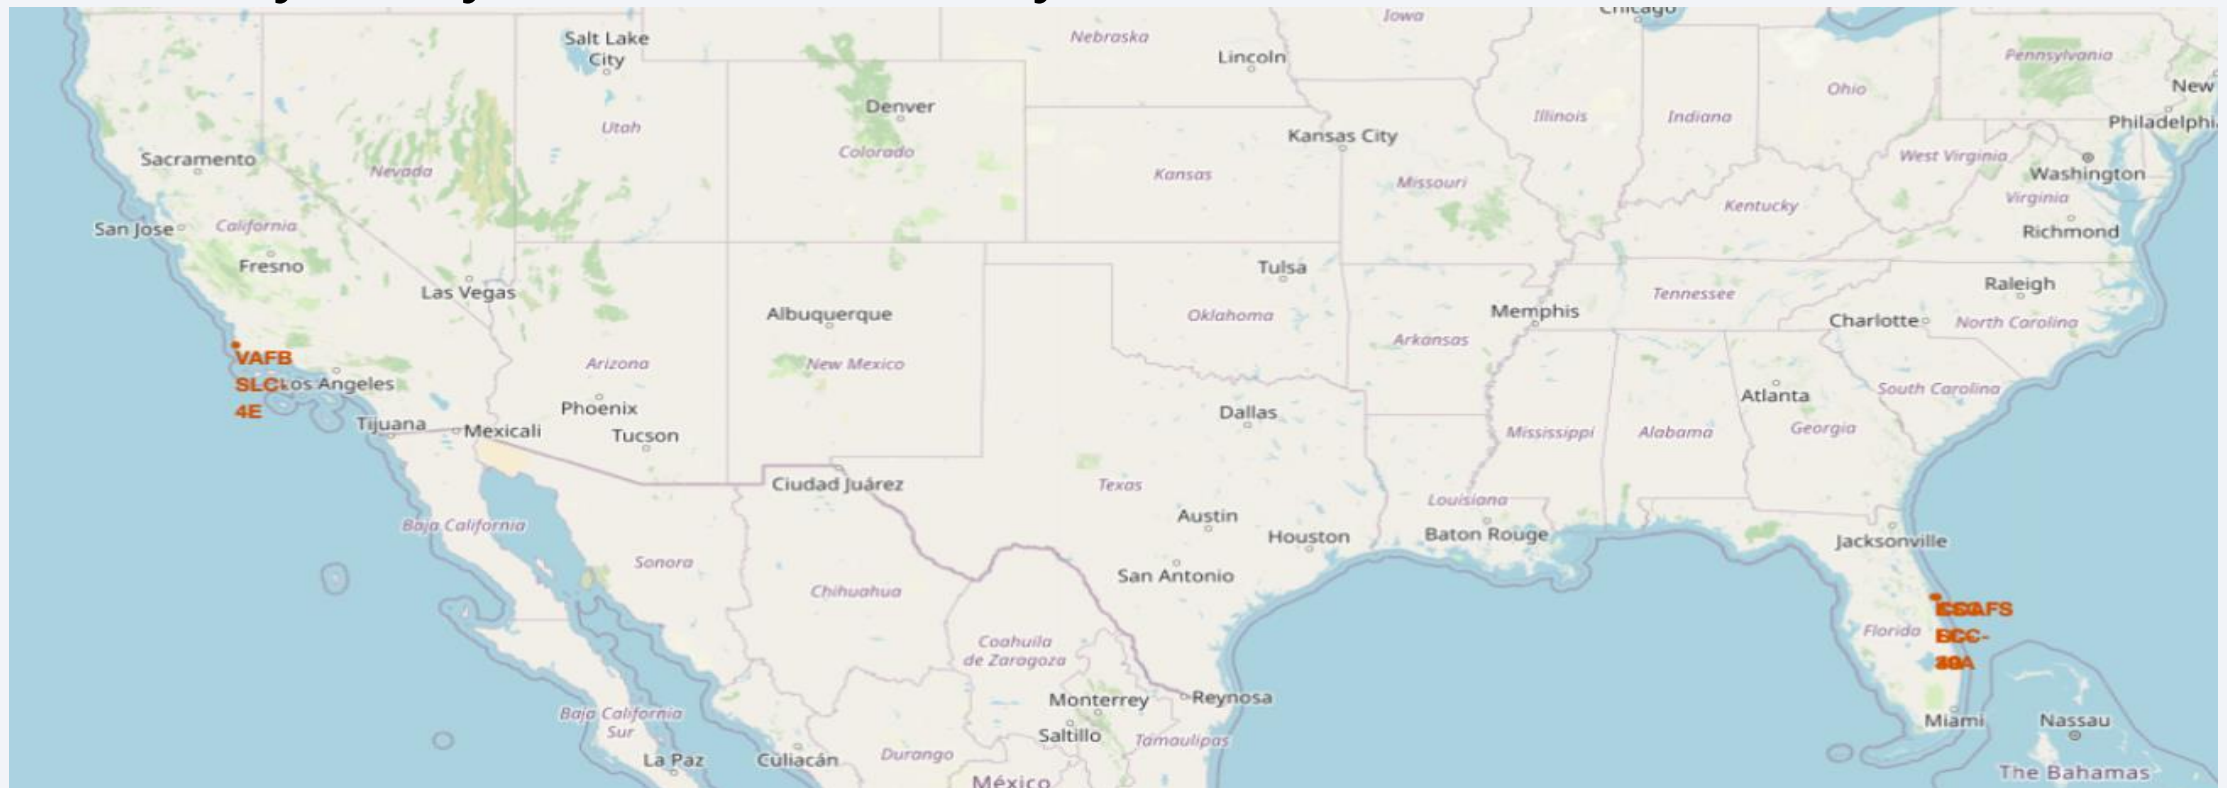 Iowa
Chicago
Salt Lake
City
Nebraska
Lincoln
Pennsylvania
New
Denver
Ohio
Utah
Illinois
Indiana
Philadelphi
Kansas City
Sacramento
Colorado
West Virginia
Nevada
Kansas
Missouri
Washington
Virginia
Kentucky
San Jose
California
Richmond
Fresno
Tulsa
Las Vegas
Raleigh
Tennessee
Albuquerque
Oklahoma
Memphis
Charlotte
North Carolina
Arkansas
VAFB
SLC-
4E
Los Angeles
Arizona
New Mexico
South Carolina
Atlanta
Phoenix
Dallas
Tijuana
Mexicali
Tucson
Mississippi
Alabama
Georgia
Ciudad Juárez
Texas
Louisiana
Austin
Baja California
Houston
Baton Rouge
Jacksonville
Sonora
San Antonio
Chihuahua
Florida
Coahuila
de Zaragoza
Monterrey
Reynosa
Baja California
Sur
Saltillo
Tamaulipas
Miami
Nassau
La Paz
Culiacán
Durango
México
The Bahamas